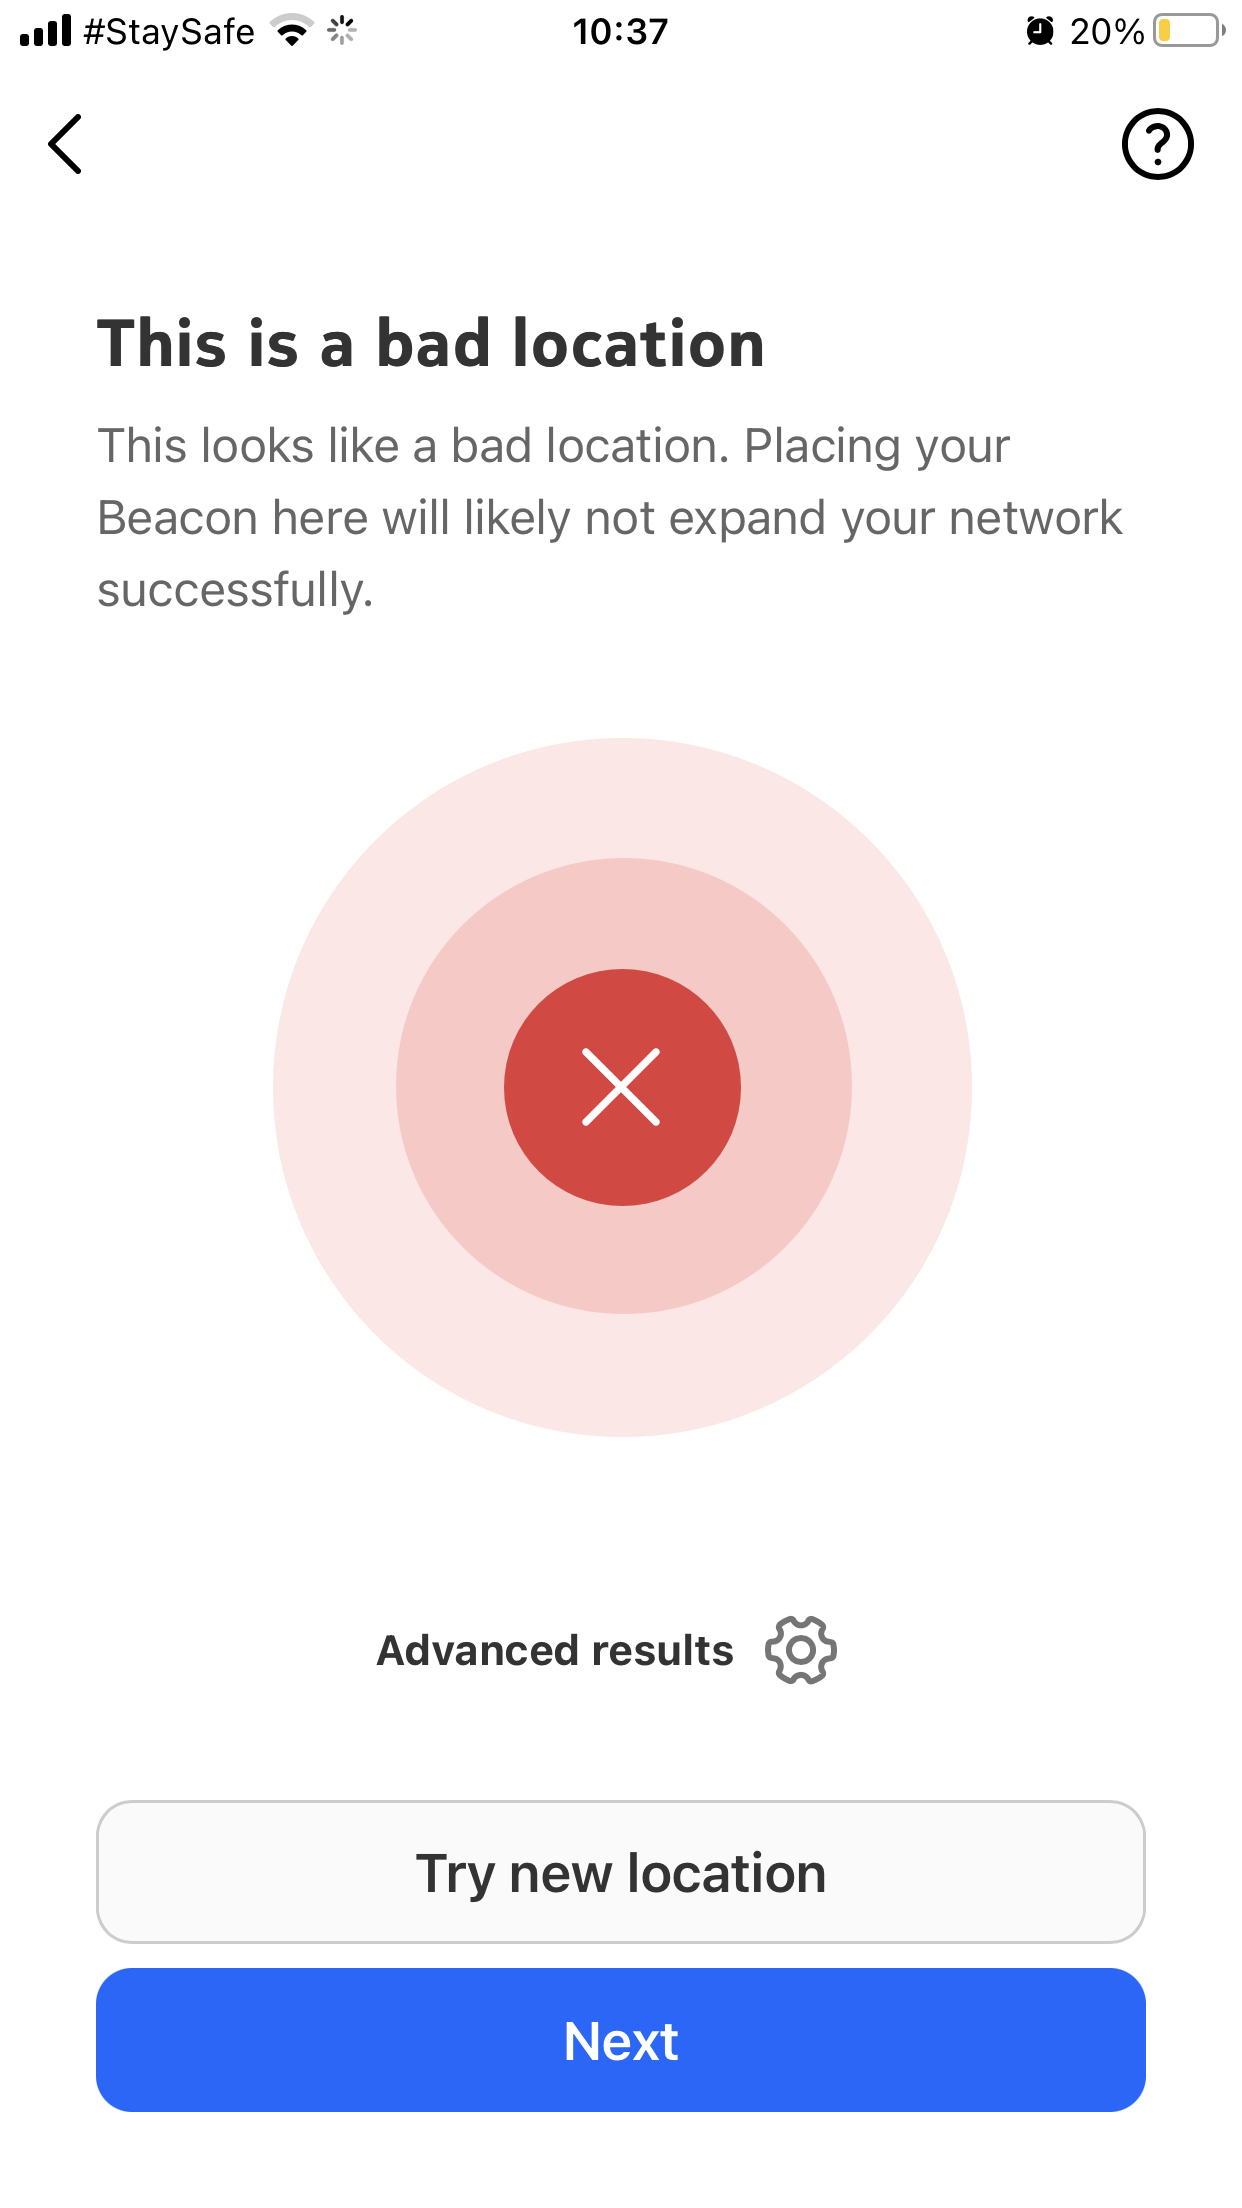 #StaySafe 10:37 20%
This is a bad location
This looks like a bad location. Placing your
Beacon here will likely not expand your network
successfully.
Advanced results
Try new location
Next